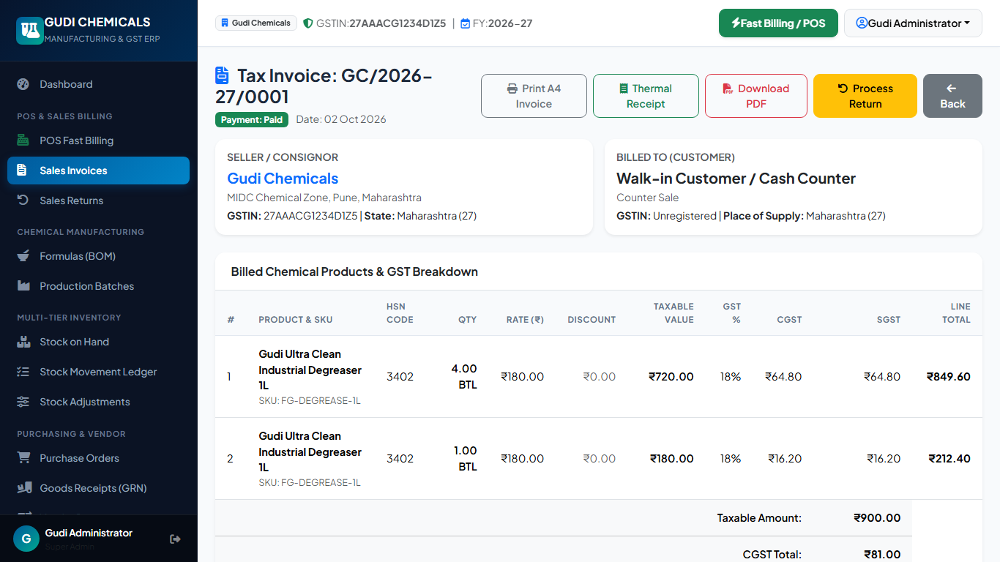 GUDI CHEMICALS
MANUFACTURING & GST ERP
Dashboard
POS & SALES BILLING
POS Fast Billing
Sales Invoices
Sales Returns
CHEMICAL MANUFACTURING
Formulas (BOM)
Production Batches
MULTI-TIER INVENTORY
Stock on Hand
Stock Movement Ledger
Stock Adjustments
PURCHASING & VENDOR
Purchase Orders
Goods Receipts (GRN)
G
Gudi Administrator
Super Admin
Gudi Chemicals
GSTIN:27AAACG1234D1Z5 | FY:2026-27
Fast Billing / POS
Gudi Administrator
Tax Invoice: GC/2026-
27/0001
Payment: Paid Date: 02 Oct 2026
Print A4
Invoice
Thermal
Receipt
PDF Download
PDF
Process
Return
Back
SELLER / CONSIGNOR
Gudi Chemicals
MIDC Chemical Zone, Pune, Maharashtra
GSTIN: 27AAACG1234D1Z5 | State: Maharashtra (27)
BILLED TO (CUSTOMER)
Walk-in Customer / Cash Counter
Counter Sale
GSTIN: Unregistered | Place of Supply: Maharashtra (27)
Billed Chemical Products & GST Breakdown
# PRODUCT & SKU HSN CODE QTY RATE (₹) DISCOUNT TAXABLE VALUE GST % CGST SGST LINE TOTAL
1 Gudi Ultra Clean Industrial Degreaser 1L 3402 4.00 BTL ₹180.00 ₹0.00 ₹720.00 18% ₹64.80 ₹64.80 ₹849.60
SKU: FG-DEGREASE-1L
2 Gudi Ultra Clean Industrial Degreaser 1L 3402 1.00 BTL ₹180.00 ₹0.00 ₹180.00 18% ₹16.20 ₹16.20 ₹212.40
SKU: FG-DEGREASE-1L
Taxable Amount: ₹900.00
CGST Total: ₹81.00